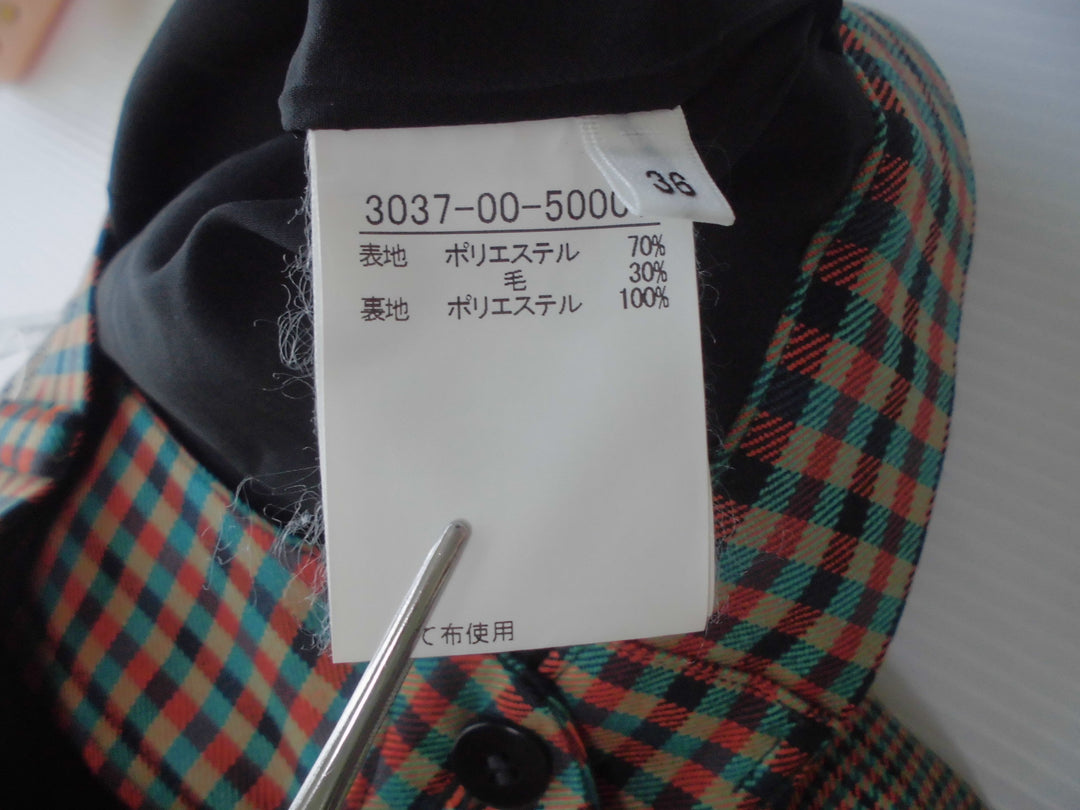 36
3037-00-5000
表地 ポリエステル 70%
毛 30%
裏地 ポリエステル 100%
て布使用